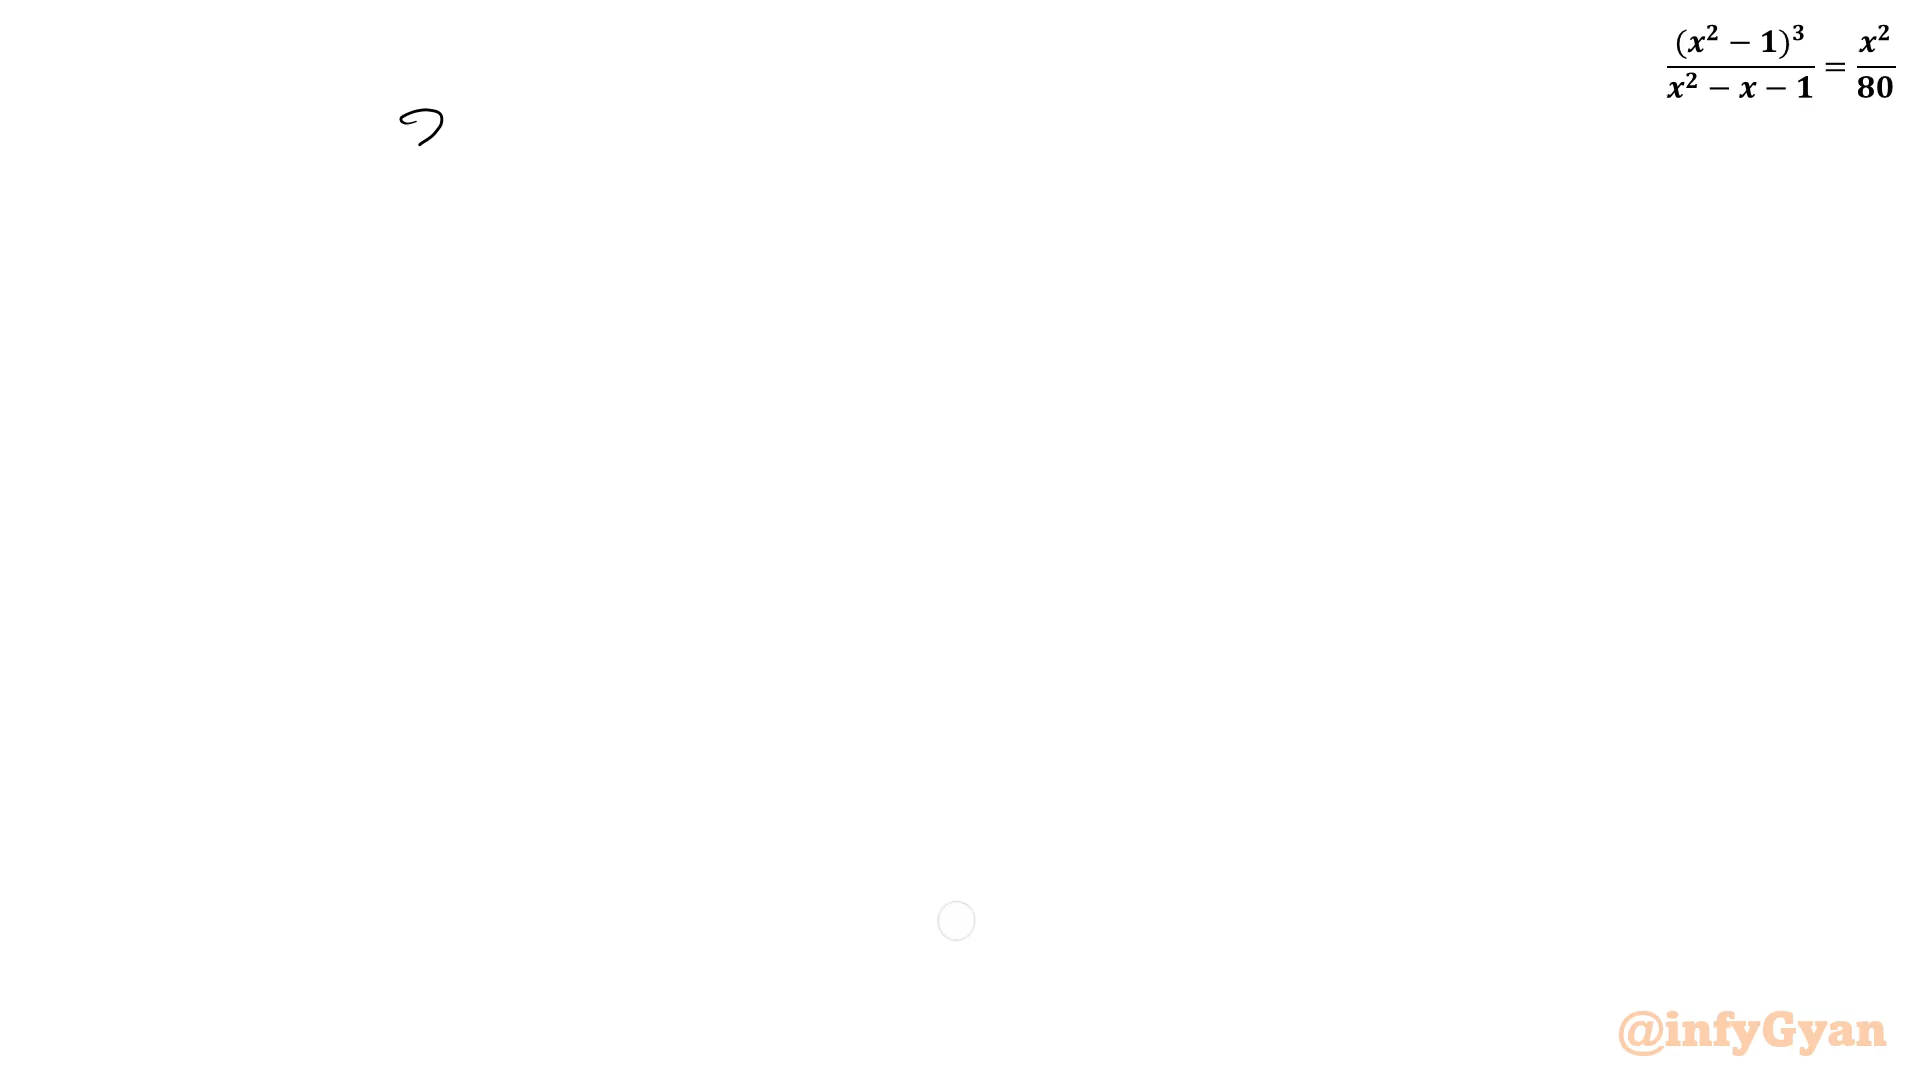 (x² − 1)³ / (x² − x − 1) = x² / 80
@infyGyan